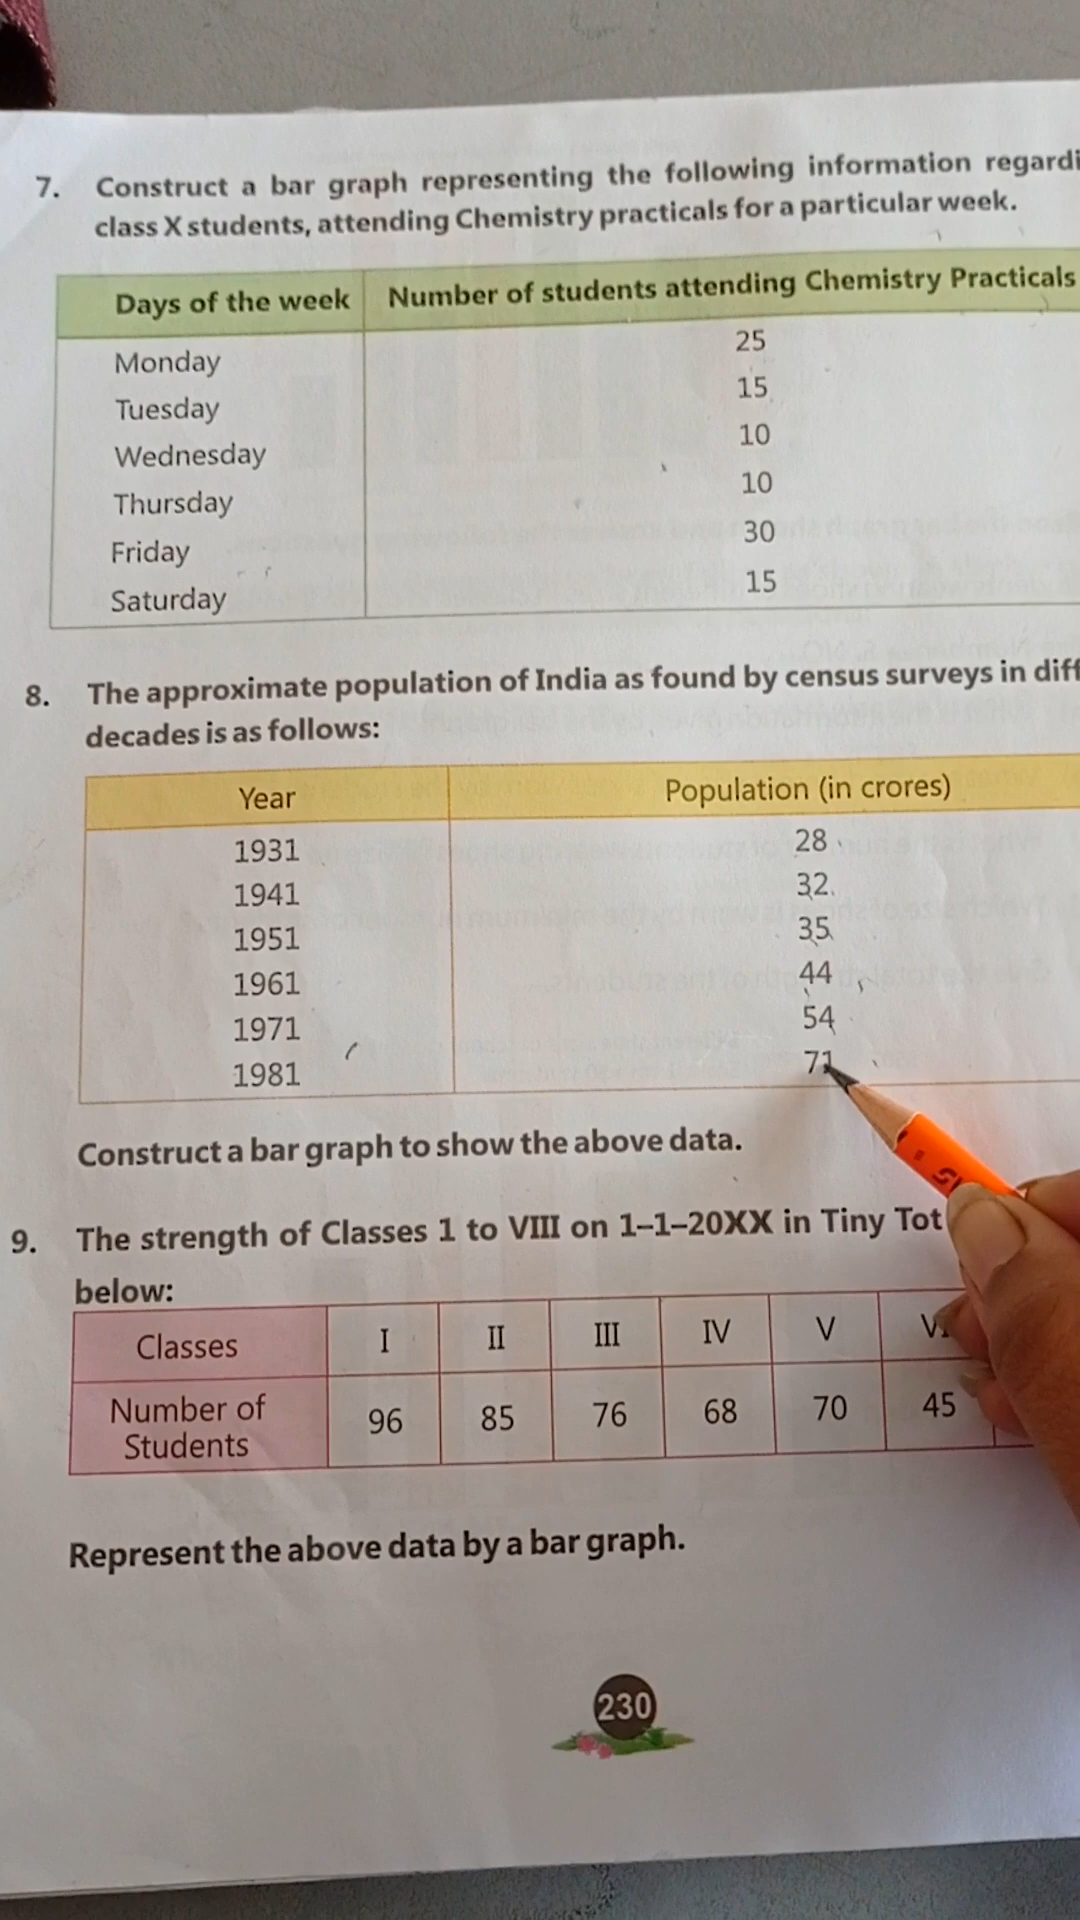 7. Construct a bar graph representing the following information
class X students, attending Chemistry practicals for a particular week.
Days of the week Number of students attending Chemistry Practicals
Monday 25
Tuesday 15
Wednesday 10
Thursday 10
Friday 30
Saturday 15
8. The approximate population of India as found by census surveys in
decades is as follows:
Year Population (in crores)
1931 28
1941 32
1951 35
1961 44
1971 54
1981 71
Construct a bar graph to show the above data.
9. The strength of Classes 1 to VIII on 1–1–20XX in Tiny Tot
below:
Classes I II III IV V
Number of Students 96 85 76 68 70 45
Represent the above data by a bar graph.
230